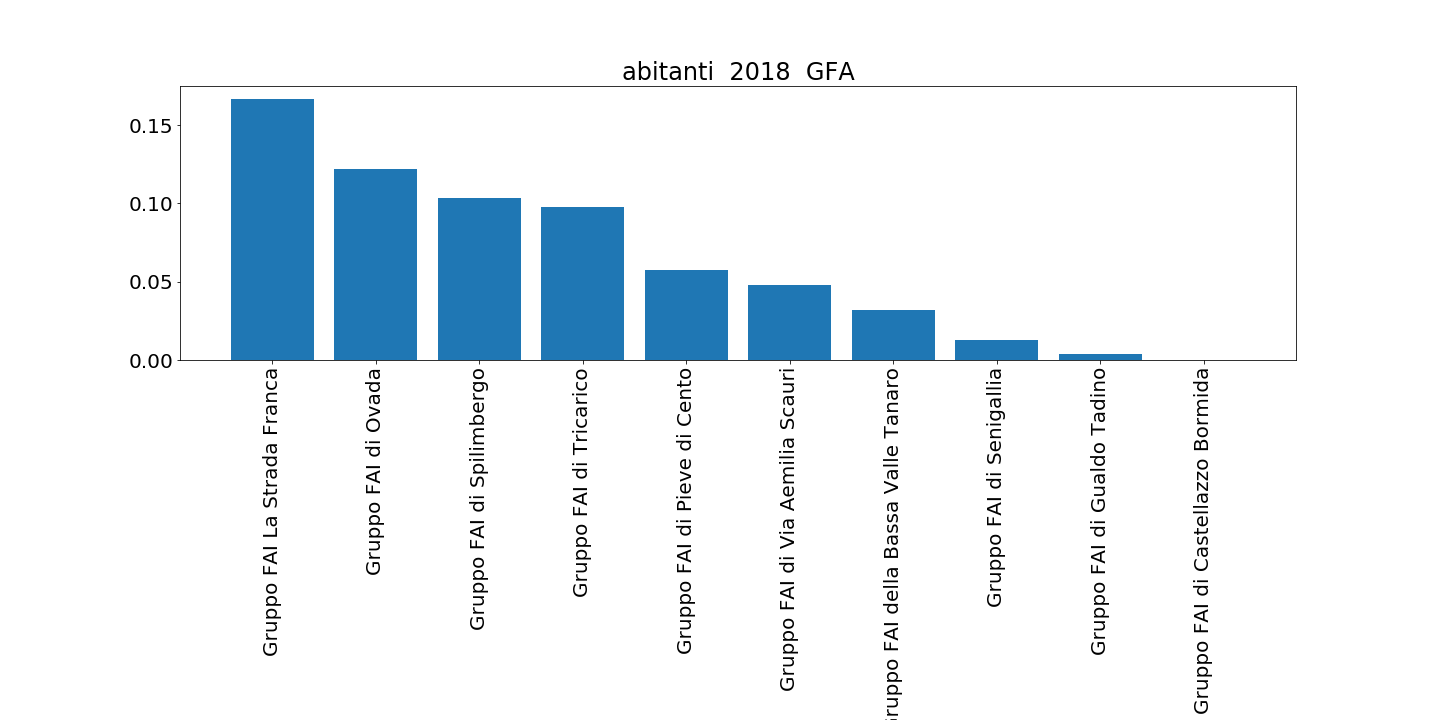 abitanti  2018  GFA
0.15
0.10
0.05
0.00
Gruppo FAI La Strada Franca
Gruppo FAI di Ovada
Gruppo FAI di Spilimbergo
Gruppo FAI di Tricarico
Gruppo FAI di Pieve di Cento
Gruppo FAI di Via Aemilia Scauri
ruppo FAI della Bassa Valle Tanaro
Gruppo FAI di Senigallia
Gruppo FAI di Gualdo Tadino
Gruppo FAI di Castellazzo Bormida